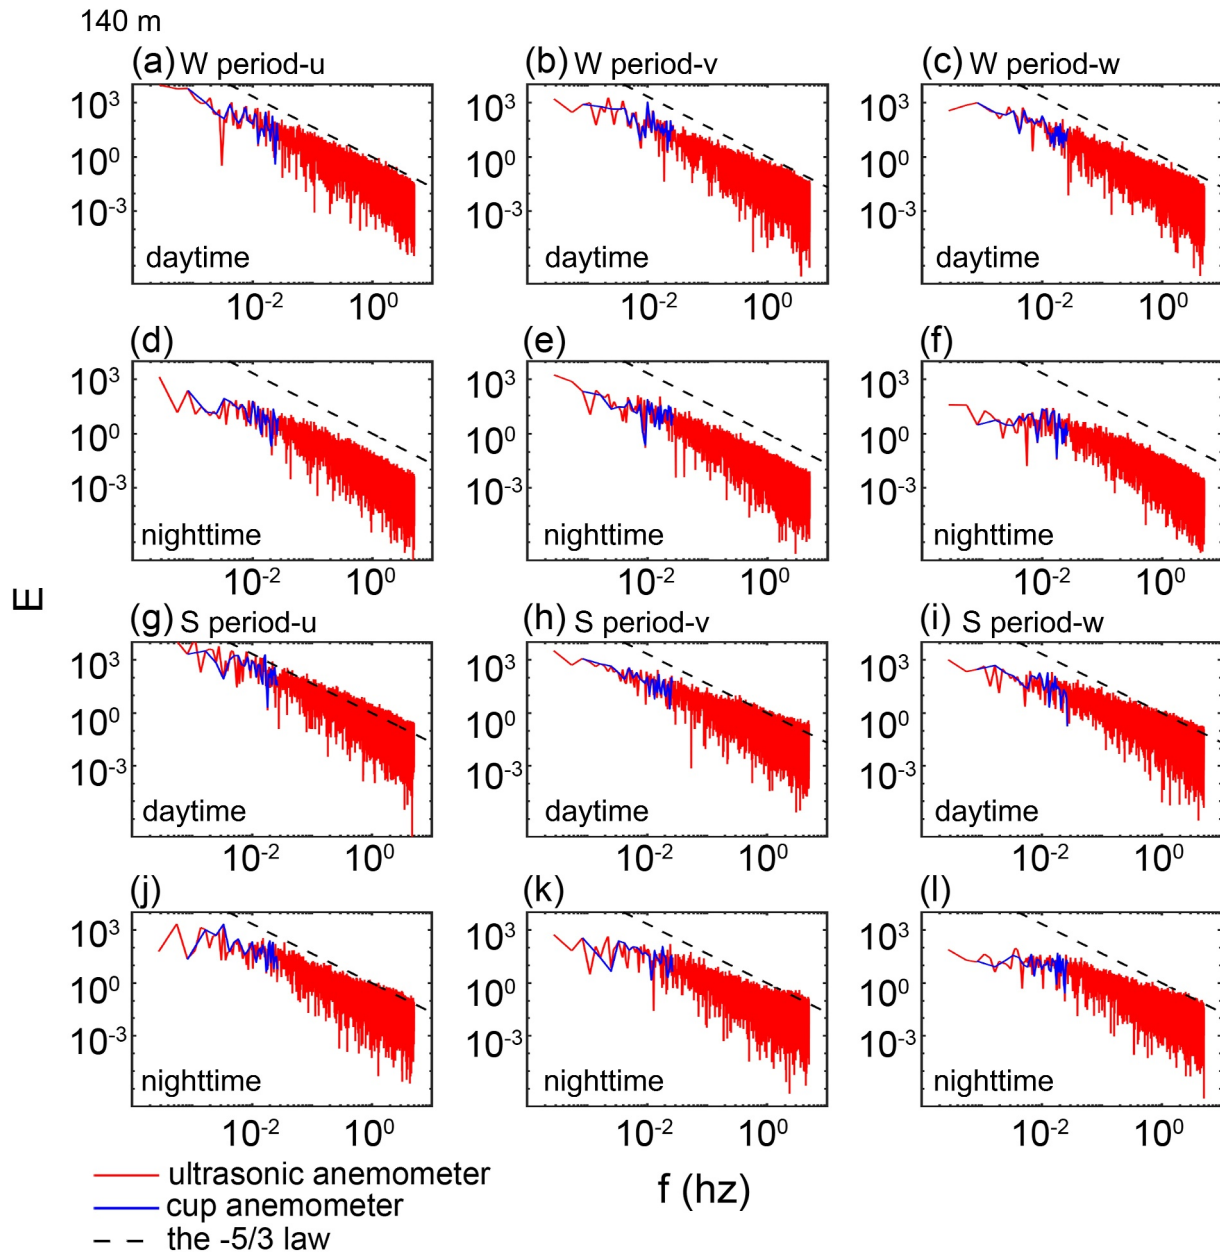 140 m
(a) W period-u
(b) W period-v
(c) W period-w
10³
10⁰
10⁻³
daytime
10⁻² 10⁰
10³
10⁰
10⁻³
daytime
10⁻² 10⁰
10³
10⁰
10⁻³
daytime
10⁻² 10⁰
(d)
(e)
(f)
10³
10⁰
10⁻³
nighttime
10⁻² 10⁰
10³
10⁰
10⁻³
nighttime
10⁻² 10⁰
10³
10⁰
10⁻³
nighttime
10⁻² 10⁰
E
(g) S period-u
(h) S period-v
(i) S period-w
10³
10⁰
10⁻³
daytime
10⁻² 10⁰
10³
10⁰
10⁻³
daytime
10⁻² 10⁰
10³
10⁰
10⁻³
daytime
10⁻² 10⁰
(j)
(k)
(l)
10³
10⁰
10⁻³
nighttime
10⁻² 10⁰
10³
10⁰
10⁻³
nighttime
10⁻² 10⁰
10³
10⁰
10⁻³
nighttime
10⁻² 10⁰
f (hz)
ultrasonic anemometer
cup anemometer
the -5/3 law